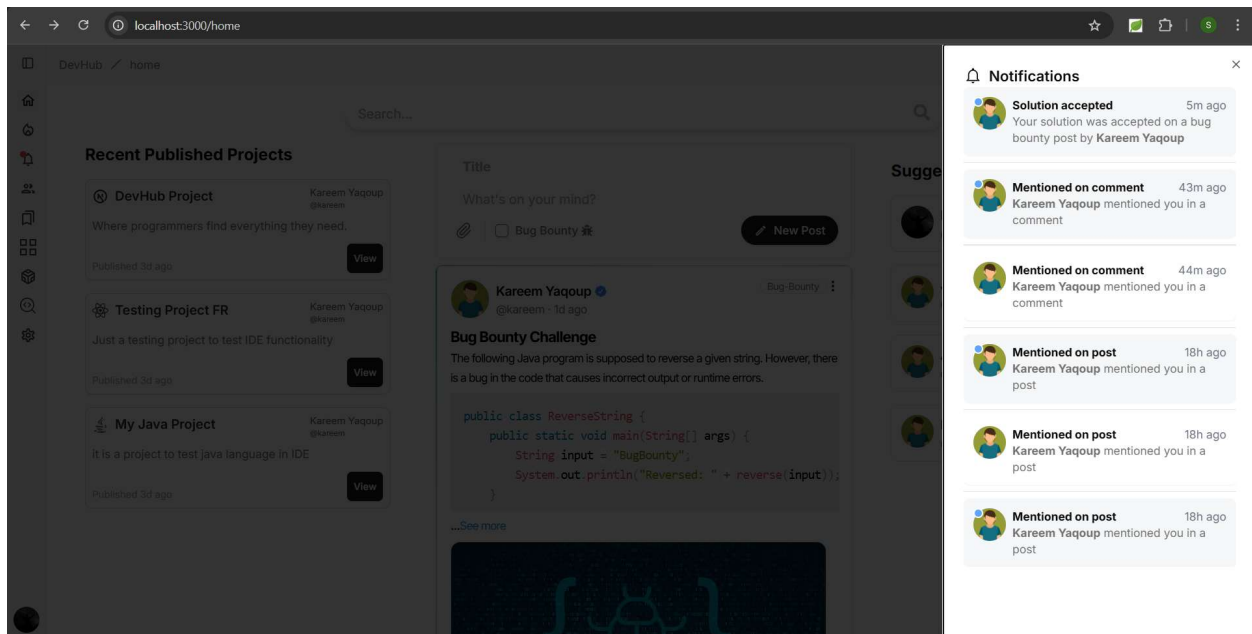 localhost:3000/home
S
DevHub / home
Search...
Recent Published Projects
DevHub Project
Kareem Yaqoup
@kareem
Where programmers find everything they need.
Published 3d ago
View
Testing Project FR
Kareem Yaqoup
@kareem
Just a testing project to test IDE functionality
Published 3d ago
View
My Java Project
Kareem Yaqoup
@kareem
it is a project to test java language in IDE
Published 3d ago
View
Title
What's on your mind?
Bug Bounty
New Post
Kareem Yaqoup
@kareem · 1d ago
Bug-Bounty
Bug Bounty Challenge
The following Java program is supposed to reverse a given string. However, there
is a bug in the code that causes incorrect output or runtime errors.
public class ReverseString {
public static void main(String[] args) {
String input = "BugBounty";
System.out.println("Reversed: " + reverse(input));
}
...See more
Sugge
Notifications
Solution accepted 5m ago
Your solution was accepted on a bug
bounty post by Kareem Yaqoup
Mentioned on comment 43m ago
Kareem Yaqoup mentioned you in a
comment
Mentioned on comment 44m ago
Kareem Yaqoup mentioned you in a
comment
Mentioned on post 18h ago
Kareem Yaqoup mentioned you in a
post
Mentioned on post 18h ago
Kareem Yaqoup mentioned you in a
post
Mentioned on post 18h ago
Kareem Yaqoup mentioned you in a
post